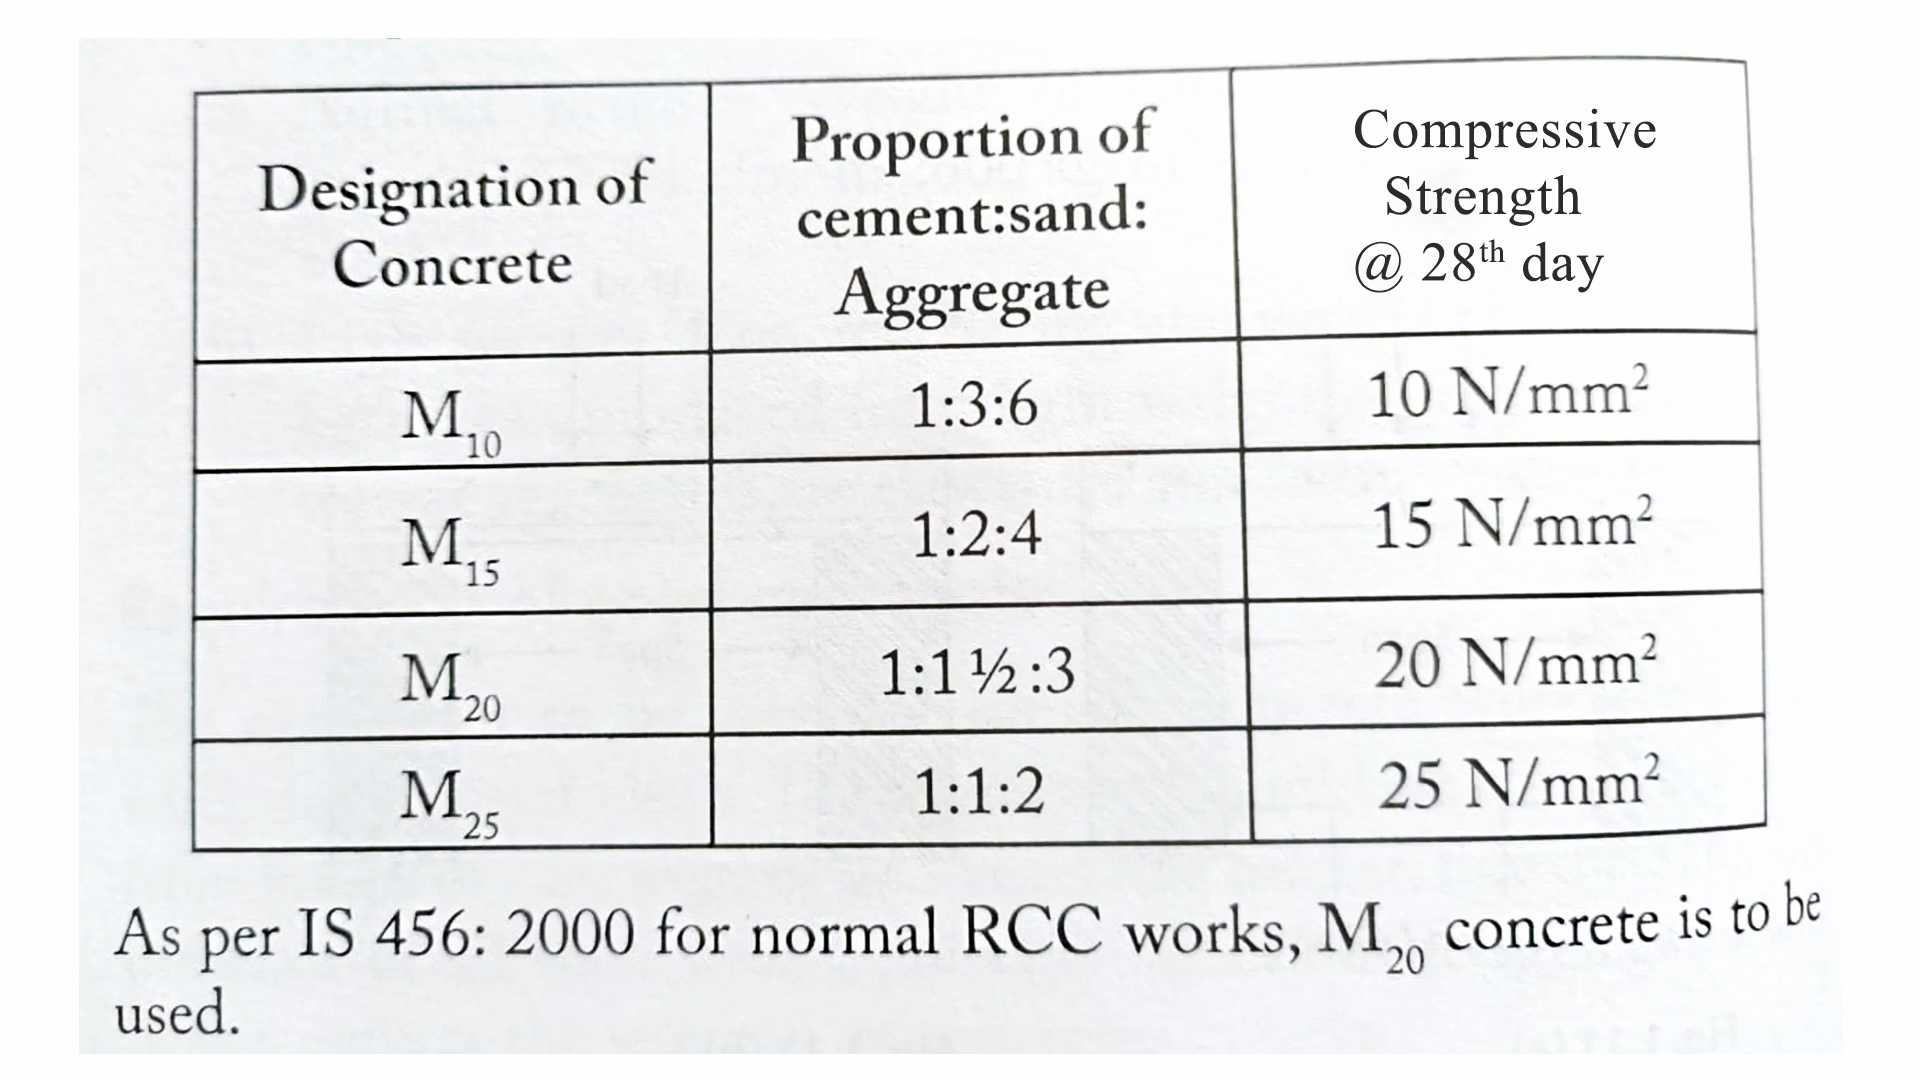 Designation of
Concrete
Proportion of
cement:sand:
Aggregate
Compressive
Strength
@ 28th day
M10
1:3:6
10 N/mm²
M15
1:2:4
15 N/mm²
M20
1:1 ½ :3
20 N/mm²
M25
1:1:2
25 N/mm²
As per IS 456: 2000 for normal RCC works, M20 concrete is to be
used.